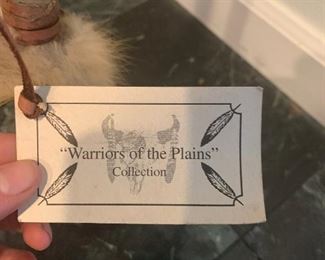 "Warriors of the Plains"
Collection